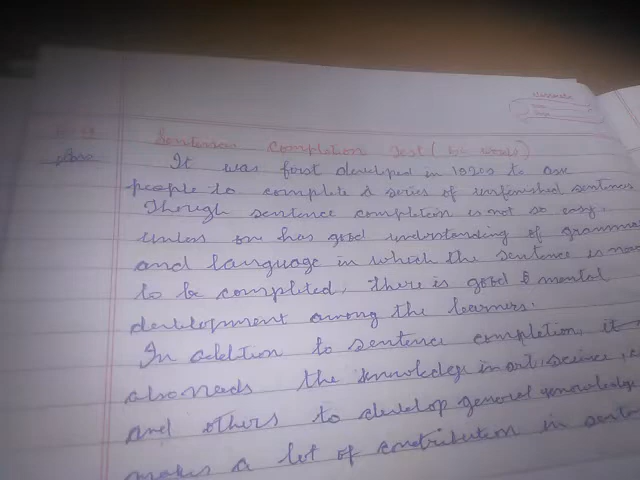 Sentence Completion Test (
It was first developed in 1920s to ask
people to complete a series of unfinished sentences
Though sentence completion is not so easy.
unless one has good understanding of grammar
and language in which the sentence is
to be completed. There is good mental
development among the learners.
In addition to sentence completion, it
also needs the knowledge in art, science,
and others to develop general knowledge
makes a lot of contribution in